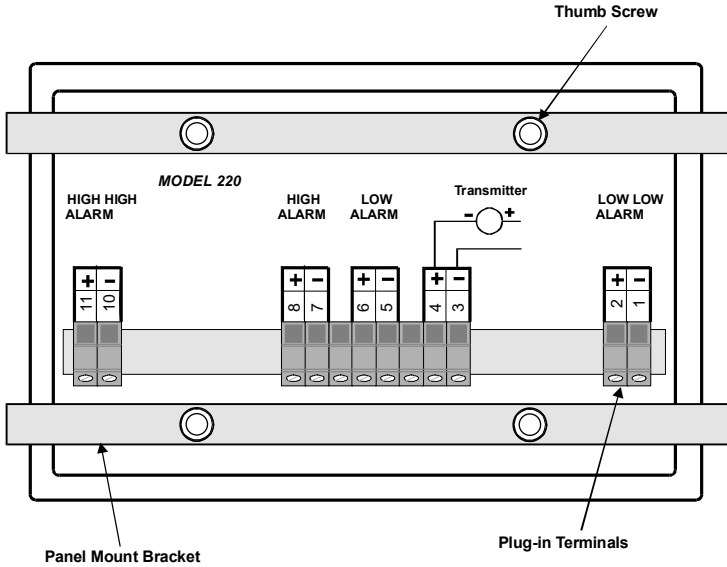 Thumb Screw
MODEL 220
HIGH HIGH
ALARM
HIGH
ALARM
LOW
ALARM
Transmitter
- +
LOW LOW
ALARM
+ −
11 10
+ −
8 7
+ −
6 5
+ −
4 3
+ −
2 1
Panel Mount Bracket
Plug-in Terminals